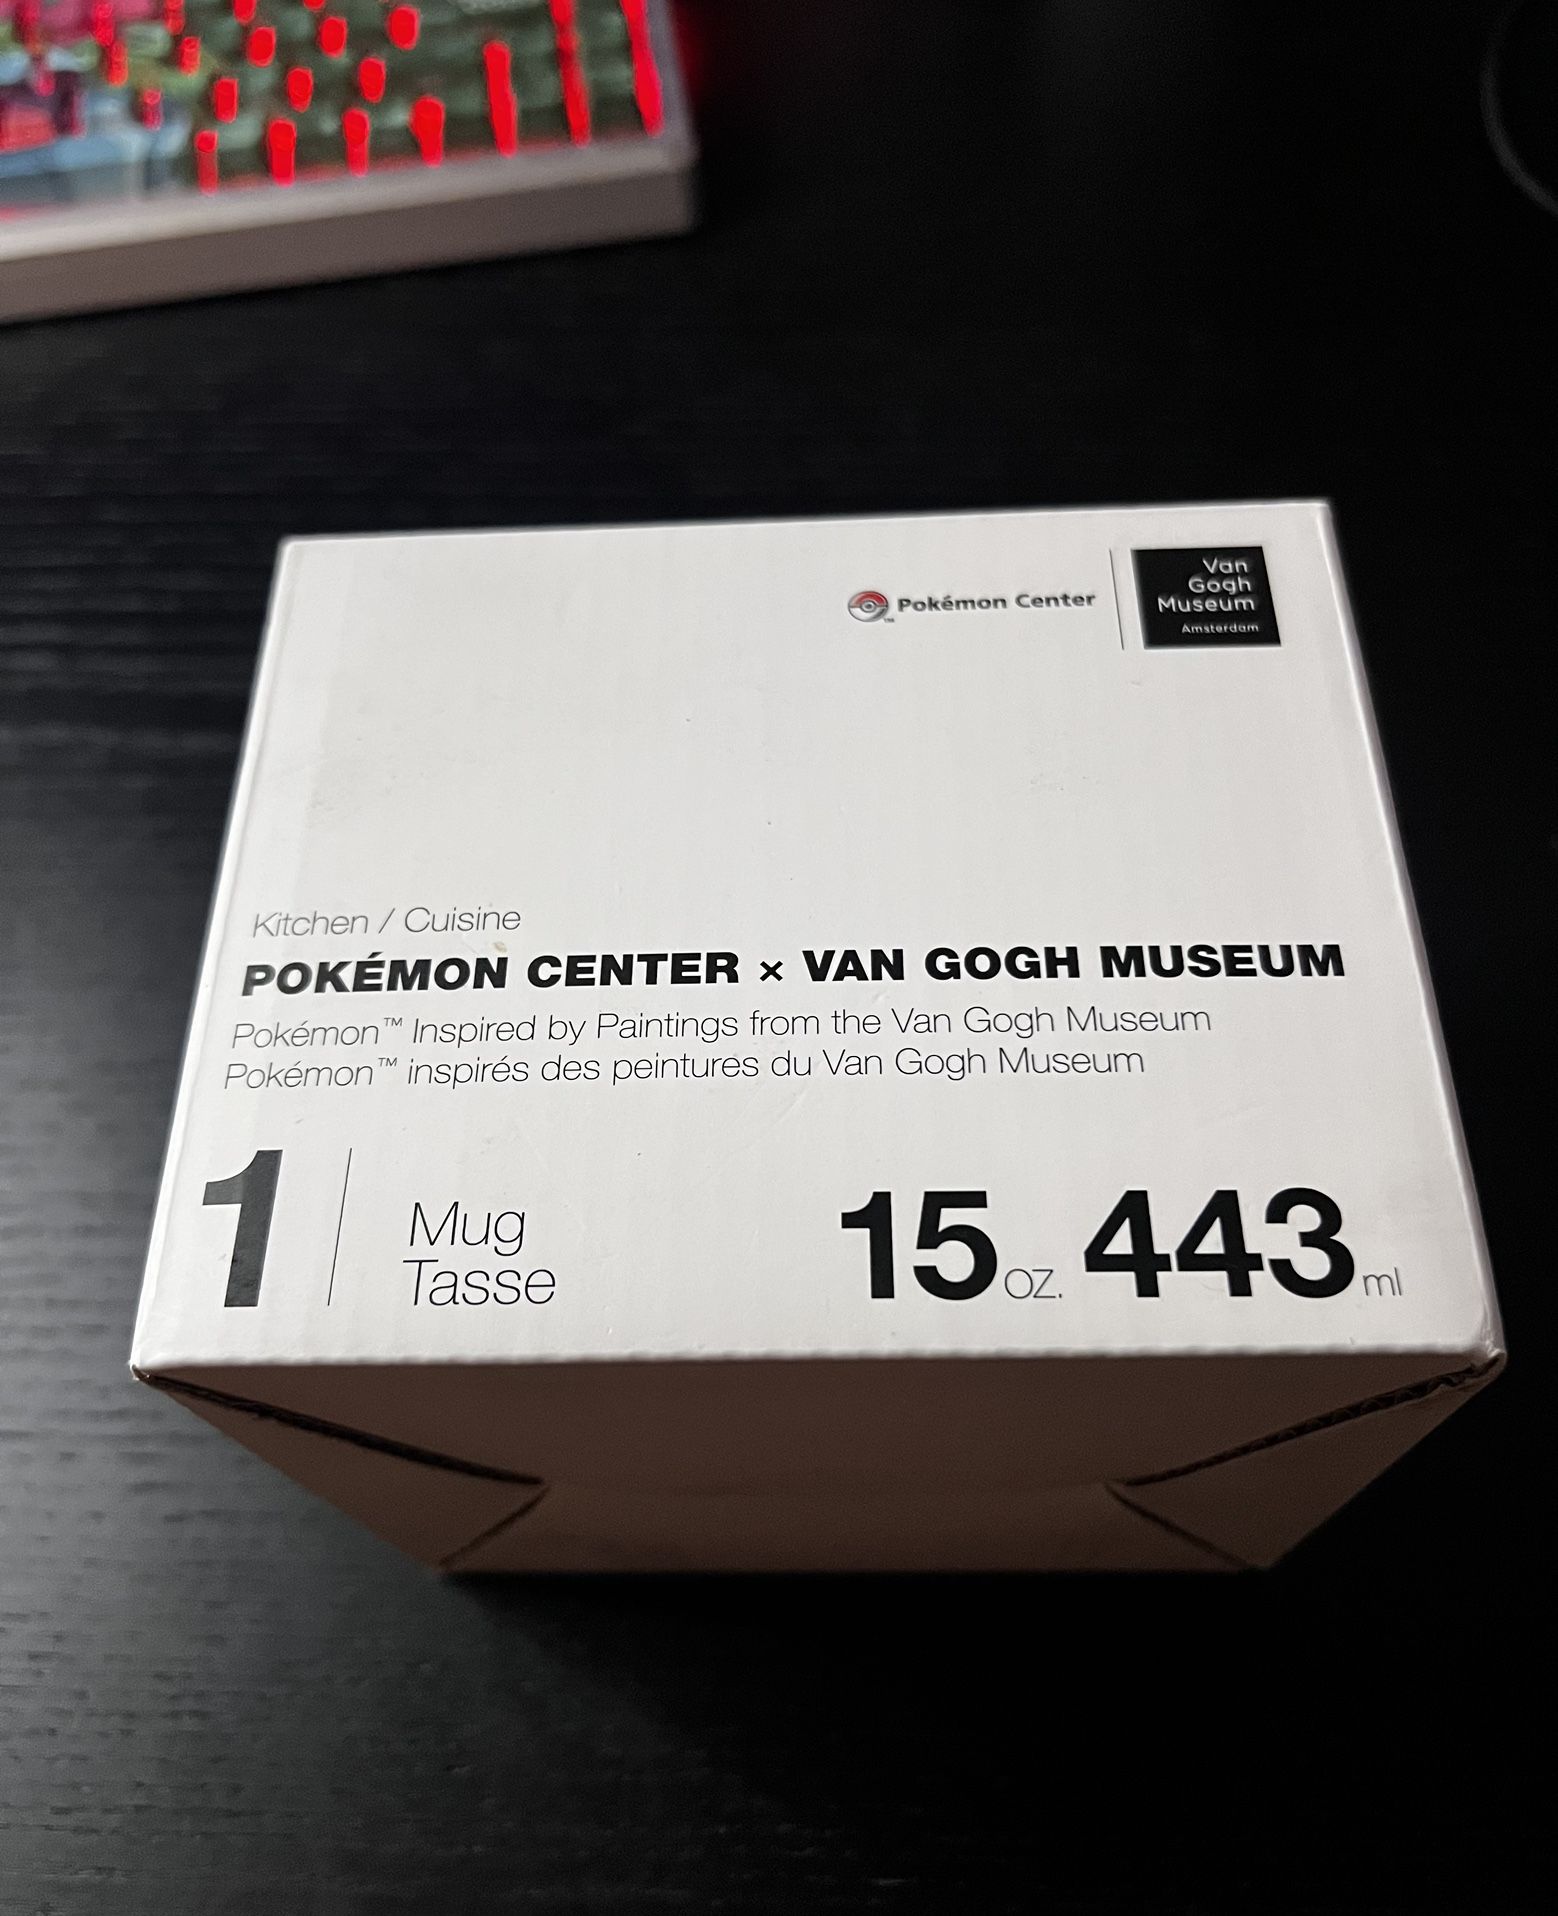 Pokémon Center
Van
Gogh
Museum
Amsterdam
Kitchen / Cuisine
POKÉMON CENTER × VAN GOGH MUSEUM
Pokémon™ Inspired by Paintings from the Van Gogh Museum
Pokémon™ inspirés des peintures du Van Gogh Museum
1
Mug
Tasse
15 oz. 443 ml